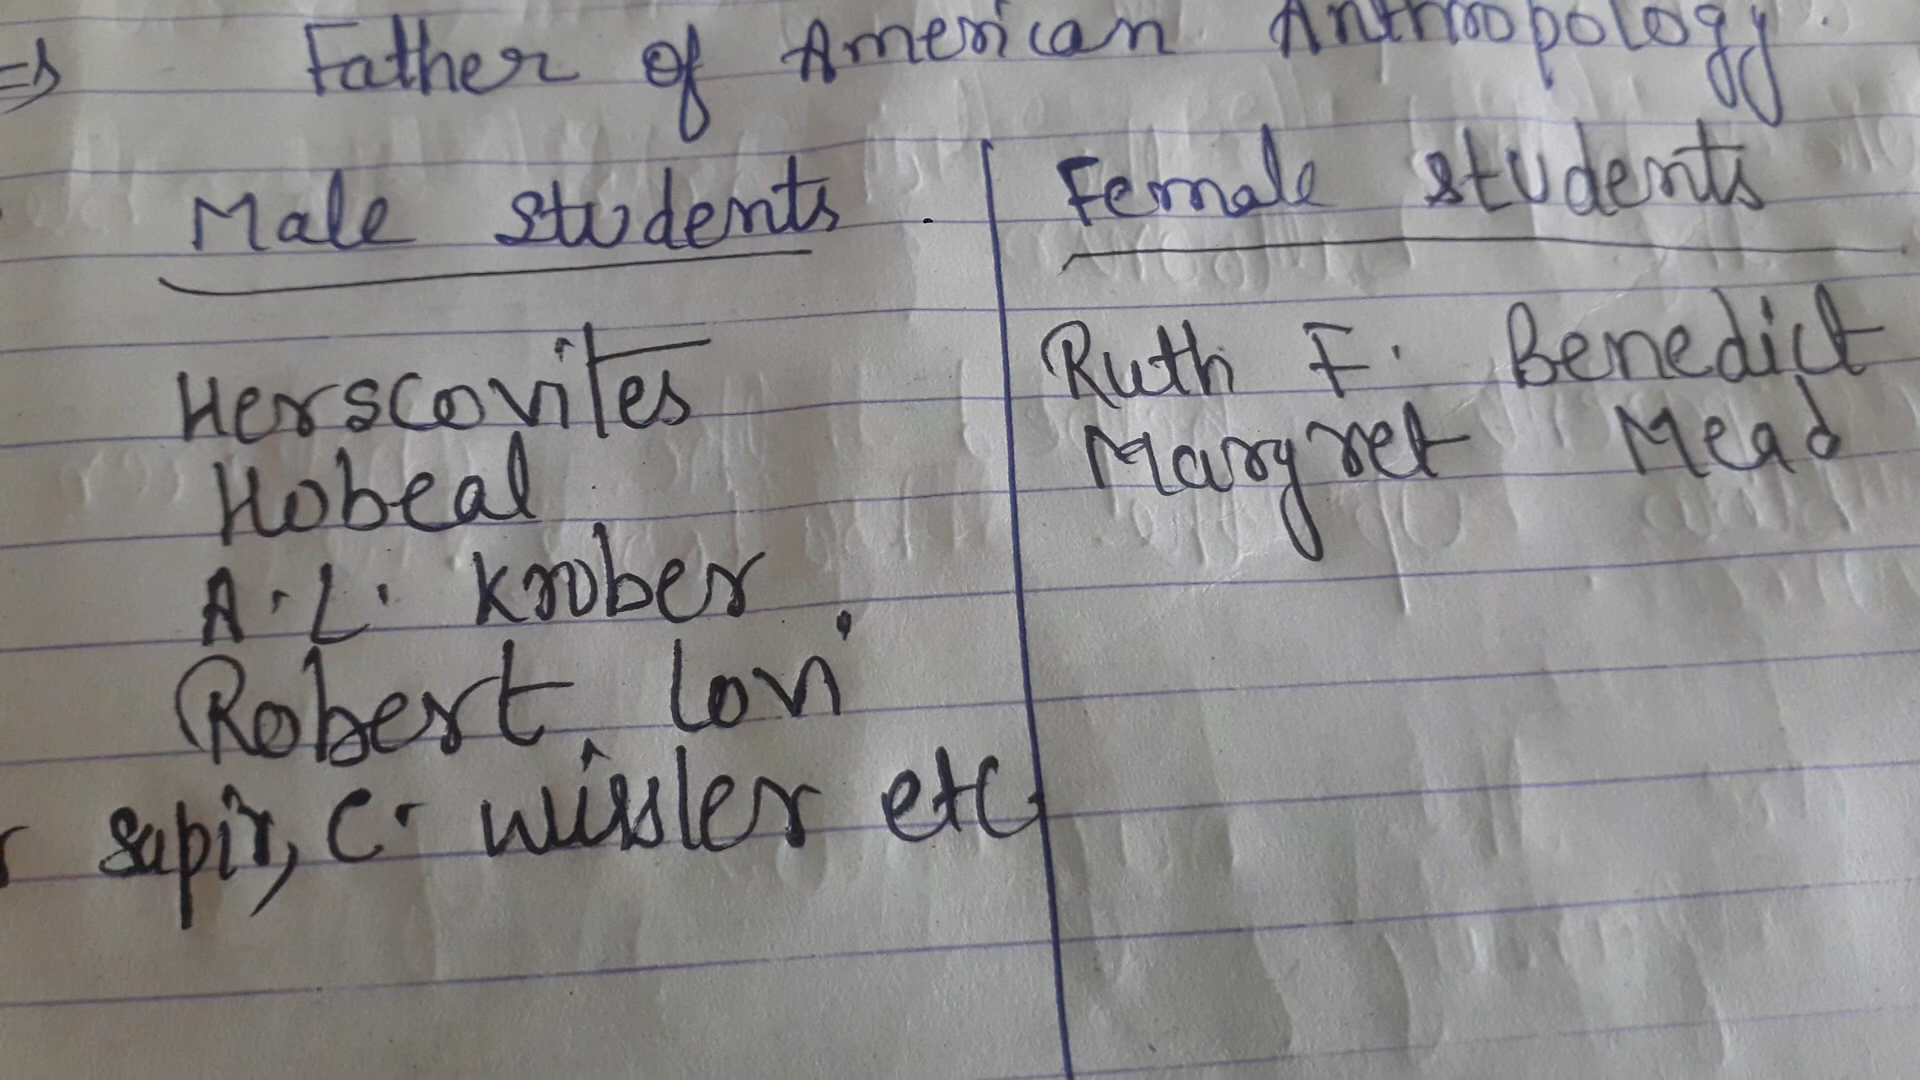 => Father of American Anthropology.
Male students.
Herscovites
Hobeal
A.L. Krober
Robert Lovi
sapir, C. wissler etc
Female students
Ruth F. Benedict
Margret Mead